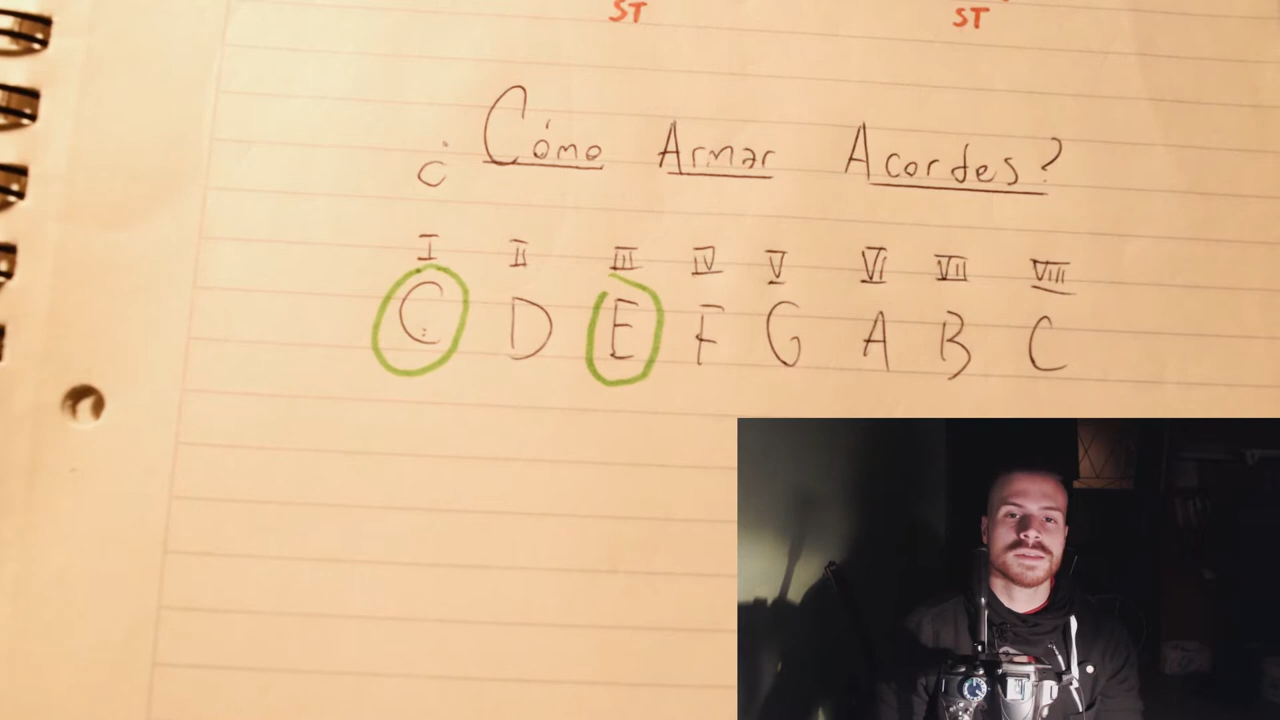 ST ST
¿Cómo Armar Acordes?
I II III IV V VI VII VIII
C D E F G A B C